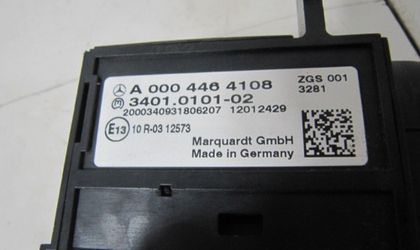 A 000 446 4108 ZGS 001
3401.0101-02 3281
2000340931806207 12012429
E13 10 R-03 12573
Marquardt GmbH
Made in Germany